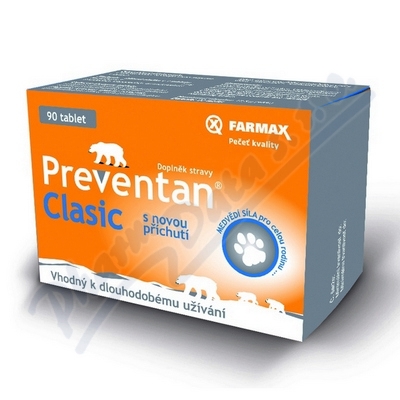 90 tablet
FARMAX
Pečeť kvality
Doplněk stravy
Preventan®
Clasic
s novou
příchutí
MEDVĚDÍ SÍLA pro celou rodinu...
Vhodný k dlouhodobému užívání